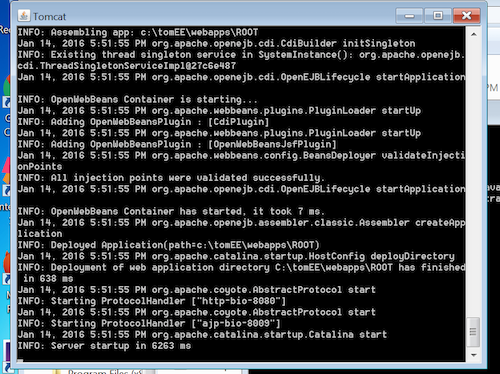 Tomcat
INFO: Assembling app: c:\tomEE\webapps\ROOT
Jan 14, 2016 5:51:55 PM org.apache.openejb.cdi.CdiBuilder initSingleton
INFO: Existing thread singleton service in SystemInstance(): org.apache.openejb.
cdi.ThreadSingletonServiceImpl@27c6e487
Jan 14, 2016 5:51:55 PM org.apache.openejb.cdi.OpenEJBLifecycle startApplication
INFO: OpenWebBeans Container is starting...
Jan 14, 2016 5:51:55 PM org.apache.webbeans.plugins.PluginLoader startUp
INFO: Adding OpenWebBeansPlugin : [CdiPlugin]
Jan 14, 2016 5:51:55 PM org.apache.webbeans.plugins.PluginLoader startUp
INFO: Adding OpenWebBeansPlugin : [OpenWebBeansJsfPlugin]
Jan 14, 2016 5:51:55 PM org.apache.webbeans.config.BeansDeployer validateInjecti
onPoints
INFO: All injection points were validated successfully.
Jan 14, 2016 5:51:55 PM org.apache.openejb.cdi.OpenEJBLifecycle startApplication
INFO: OpenWebBeans Container has started, it took 7 ms.
Jan 14, 2016 5:51:55 PM org.apache.openejb.assembler.classic.Assembler createApp
lication
INFO: Deployed Application(path=c:\tomEE\webapps\ROOT)
Jan 14, 2016 5:51:55 PM org.apache.catalina.startup.HostConfig deployDirectory
INFO: Deployment of web application directory C:\tomEE\webapps\ROOT has finished
in 638 ms
Jan 14, 2016 5:51:55 PM org.apache.coyote.AbstractProtocol start
INFO: Starting ProtocolHandler ["http-bio-8080"]
Jan 14, 2016 5:51:55 PM org.apache.coyote.AbstractProtocol start
INFO: Starting ProtocolHandler ["ajp-bio-8009"]
Jan 14, 2016 5:51:55 PM org.apache.catalina.startup.Catalina start
INFO: Server startup in 6263 ms
PM
Program Files